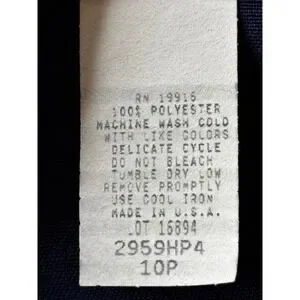 RN 19916
100% POLYESTER
MACHINE WASH COLD
WITH LIKE COLORS
DELICATE CYCLE
DO NOT BLEACH
TUMBLE DRY LOW
REMOVE PROMPTLY
USE COOL IRON
MADE IN U.S.A.
LOT 16894
2959HP4
10P